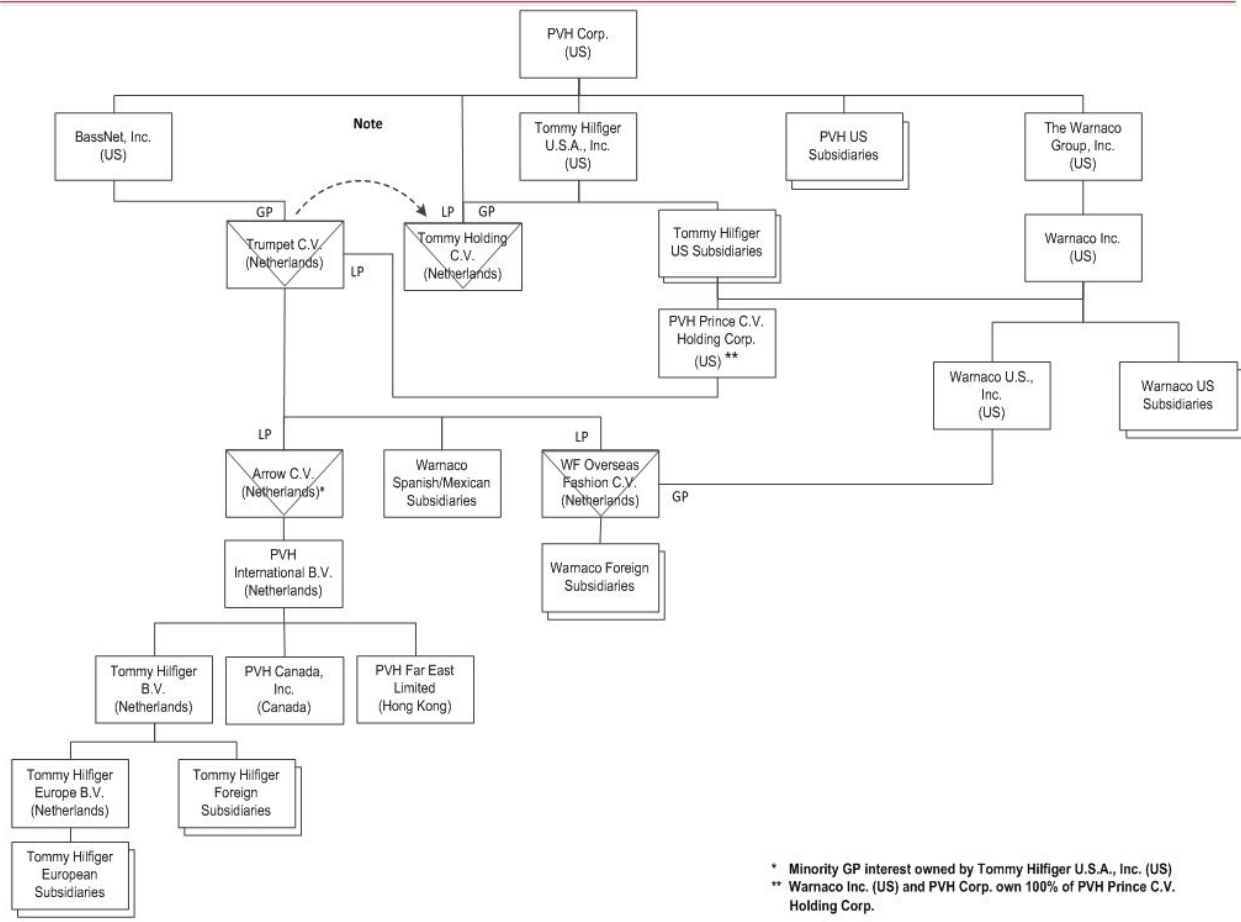 PVH Corp.
(US)
BassNet, Inc.
(US)
Note
Tommy Hilfiger
U.S.A., Inc.
(US)
PVH US
Subsidiaries
The Warnaco
Group, Inc.
(US)
GP
LP
GP
Trumpet C.V.
(Netherlands)
LP
Tommy Holding
C.V.
(Netherlands)
Tommy Hilfiger
US Subsidiaries
Warnaco Inc.
(US)
PVH Prince C.V.
Holding Corp.
(US) **
Warnaco U.S.,
Inc.
(US)
Warnaco US
Subsidiaries
LP
LP
Arrow C.V.
(Netherlands)*
Warnaco
Spanish/Mexican
Subsidiaries
WF Overseas
Fashion C.V.
(Netherlands)
GP
PVH
International B.V.
(Netherlands)
Warnaco Foreign
Subsidiaries
Tommy Hilfiger
B.V.
(Netherlands)
PVH Canada,
Inc.
(Canada)
PVH Far East
Limited
(Hong Kong)
Tommy Hilfiger
Europe B.V.
(Netherlands)
Tommy Hilfiger
Foreign
Subsidiaries
Tommy Hilfiger
European
Subsidiaries
* Minority GP interest owned by Tommy Hilfiger U.S.A., Inc. (US)
** Warnaco Inc. (US) and PVH Corp. own 100% of PVH Prince C.V.
Holding Corp.